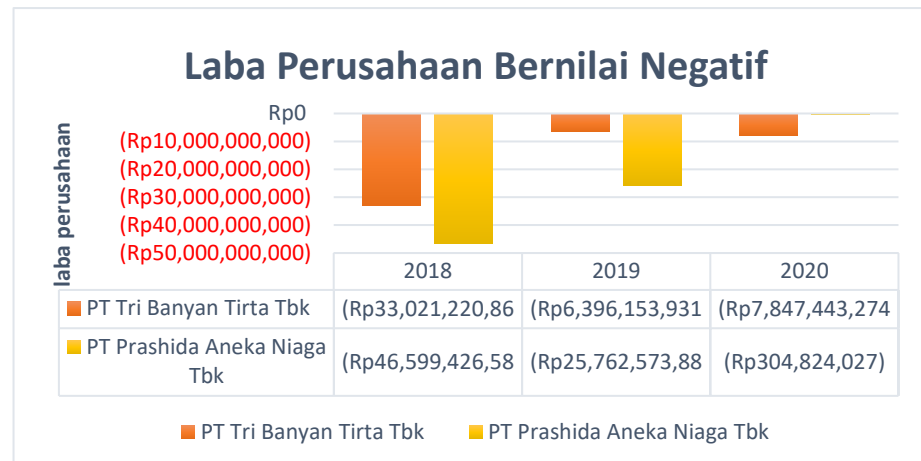 Laba Perusahaan Bernilai Negatif
laba perusahaan
Rp0
(Rp10,000,000,000)
(Rp20,000,000,000)
(Rp30,000,000,000)
(Rp40,000,000,000)
(Rp50,000,000,000)
2018 2019 2020
PT Tri Banyan Tirta Tbk (Rp33,021,220,86 (Rp6,396,153,931 (Rp7,847,443,274
PT Prashida Aneka Niaga
Tbk (Rp46,599,426,58 (Rp25,762,573,88 (Rp304,824,027)
PT Tri Banyan Tirta Tbk PT Prashida Aneka Niaga Tbk